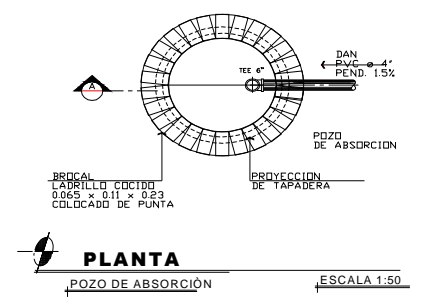 DAN
PVC ø 4"
PEND. 1.5%
TEE 6"
A
POZO
DE ABSORCION
BROCAL
LADRILLO COCIDO
0.065 x 0.11 x 0.23
COLOCADO DE PUNTA
PROYECCION
DE TAPADERA
PLANTA
POZO DE ABSORCIÒN
ESCALA 1:50